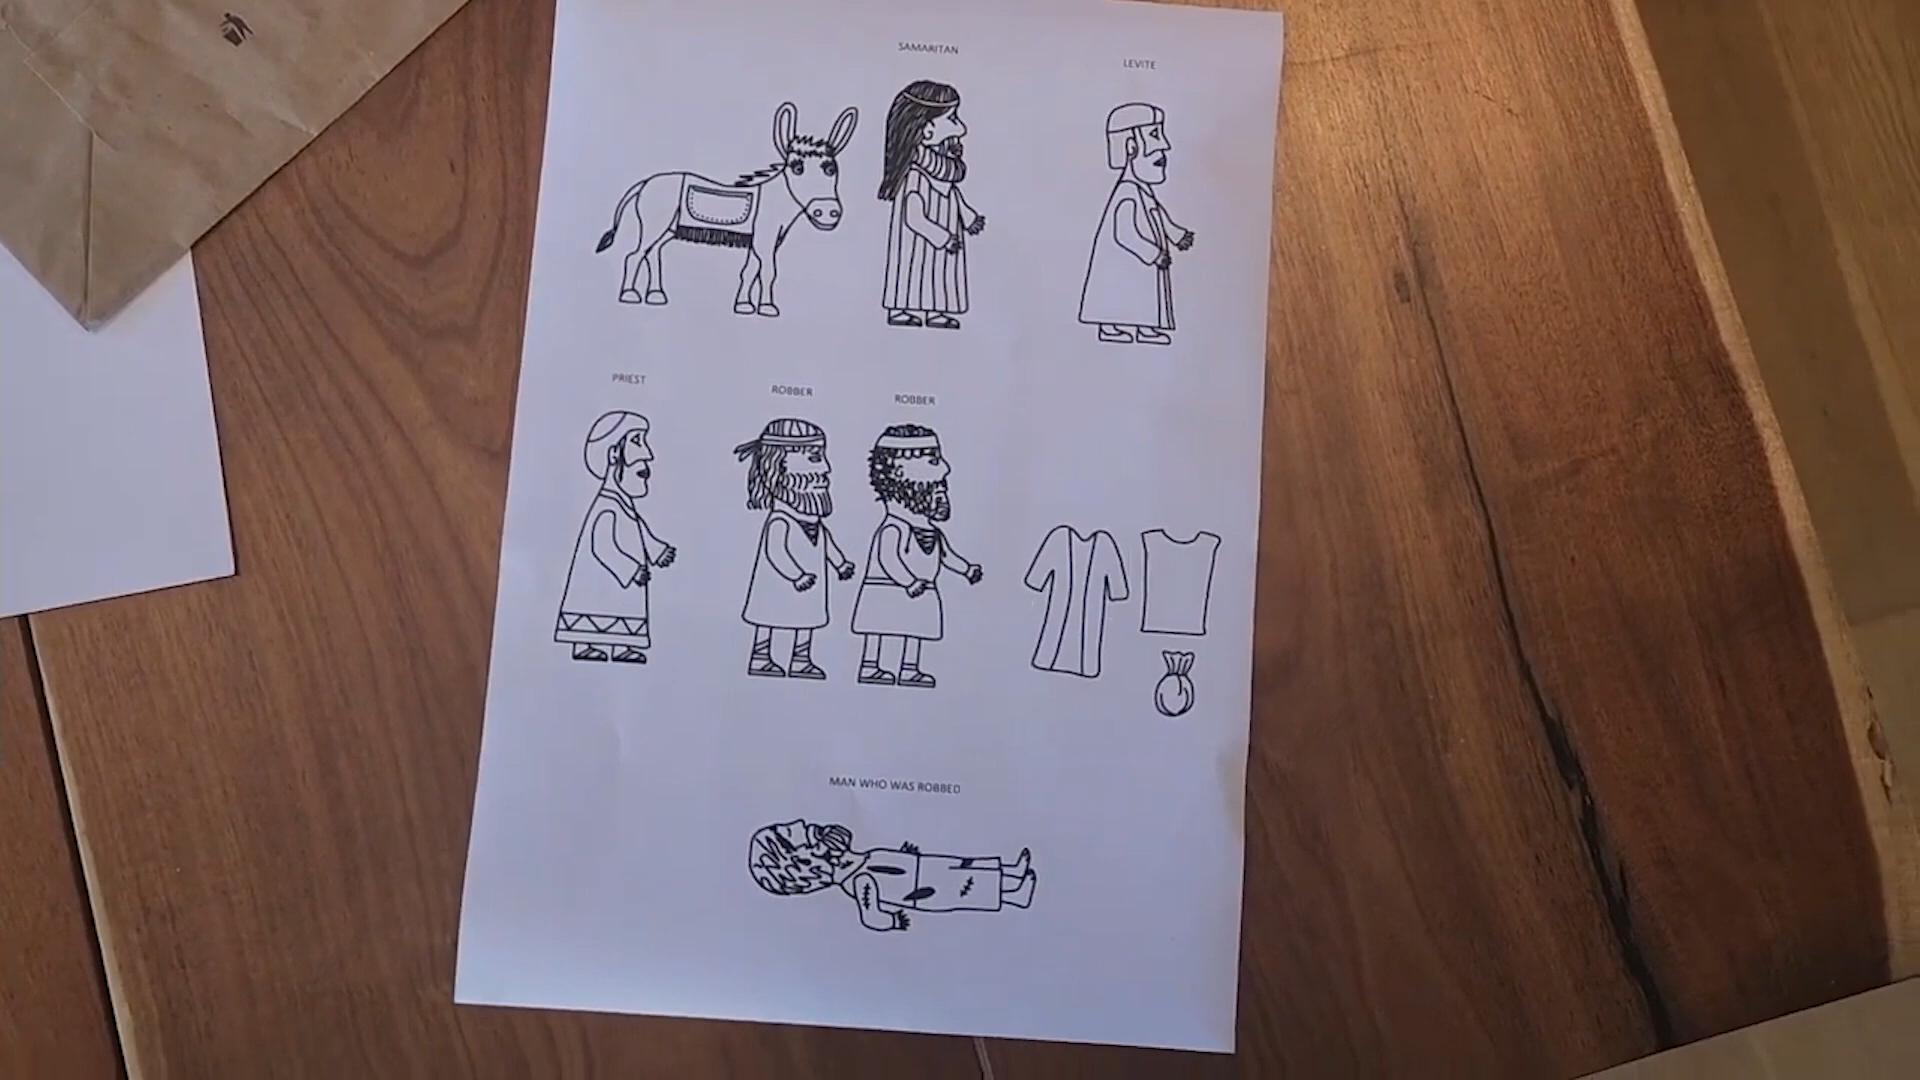 SAMARITAN
LEVITE
PRIEST
ROBBER
ROBBER
MAN WHO WAS ROBBED